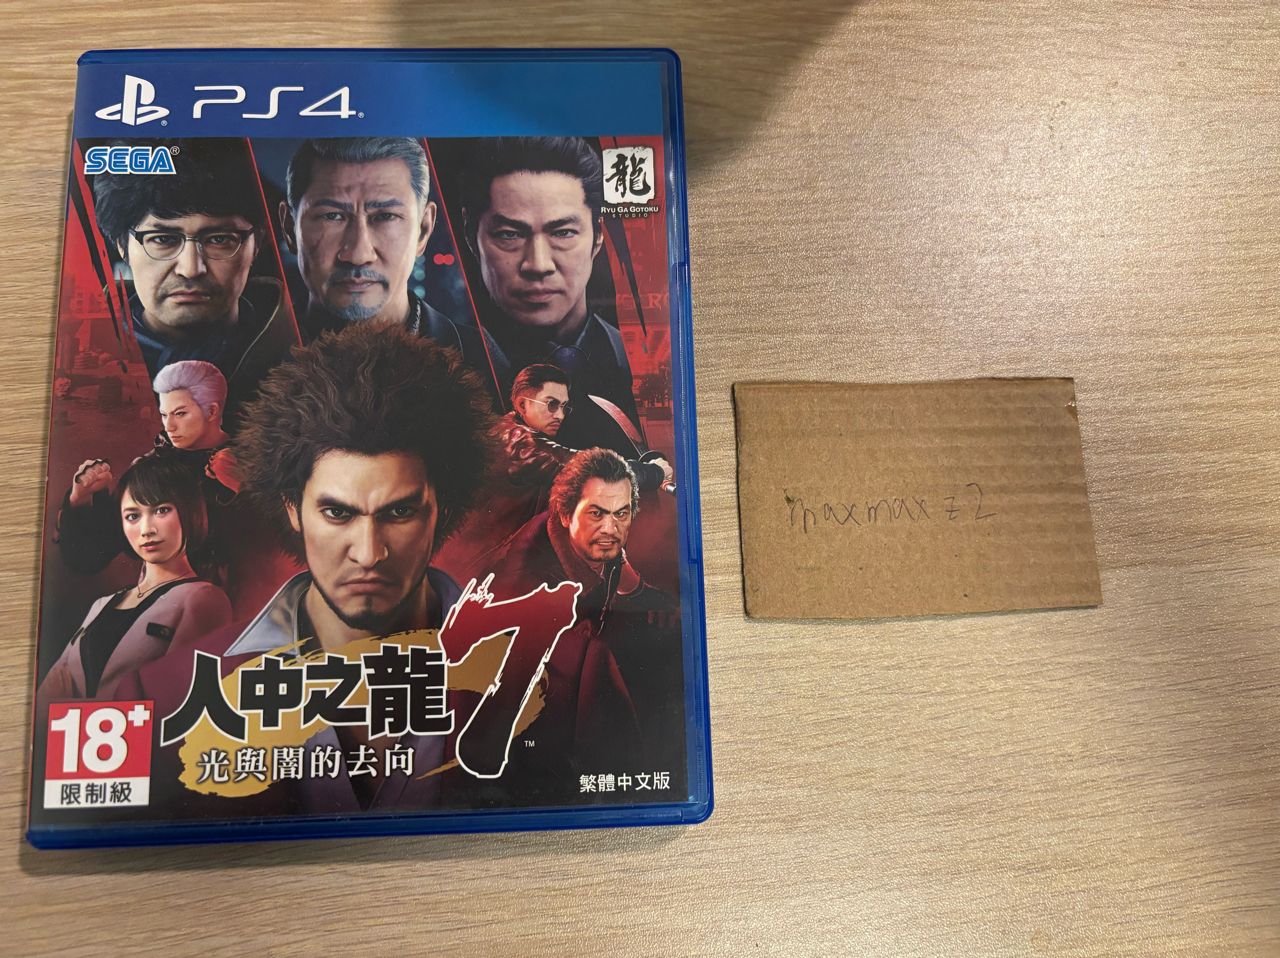 PS4
SEGA
龍
RYU GA GOTOKU
STUDIO
人中之龍7
光與闇的去向
18+
限制級
繁體中文版
maxmaxz2